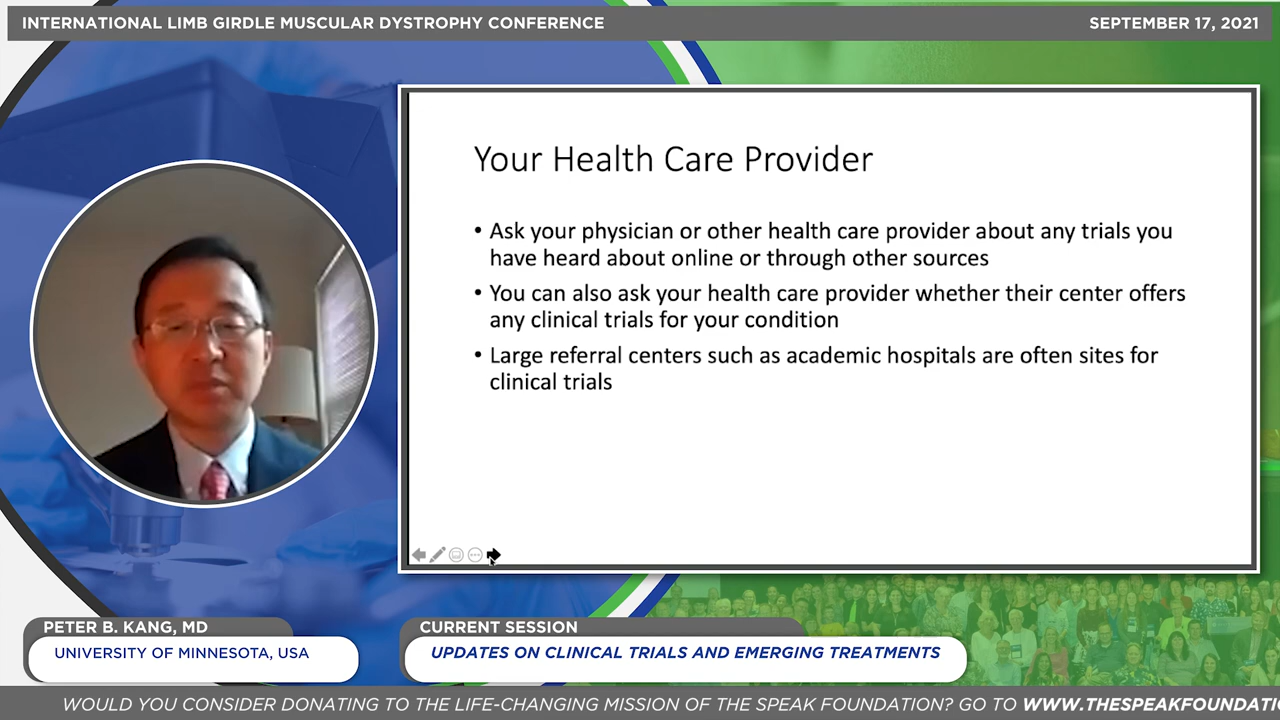 INTERNATIONAL LIMB GIRDLE MUSCULAR DYSTROPHY CONFERENCE
SEPTEMBER 17, 2021
Your Health Care Provider
• Ask your physician or other health care provider about any trials you
have heard about online or through other sources
• You can also ask your health care provider whether their center offers
any clinical trials for your condition
• Large referral centers such as academic hospitals are often sites for
clinical trials
PETER B. KANG, MD
UNIVERSITY OF MINNESOTA, USA
CURRENT SESSION
UPDATES ON CLINICAL TRIALS AND EMERGING TREATMENTS
WOULD YOU CONSIDER DONATING TO THE LIFE-CHANGING MISSION OF THE SPEAK FOUNDATION? GO TO WWW.THESPEAKFOUNDATI